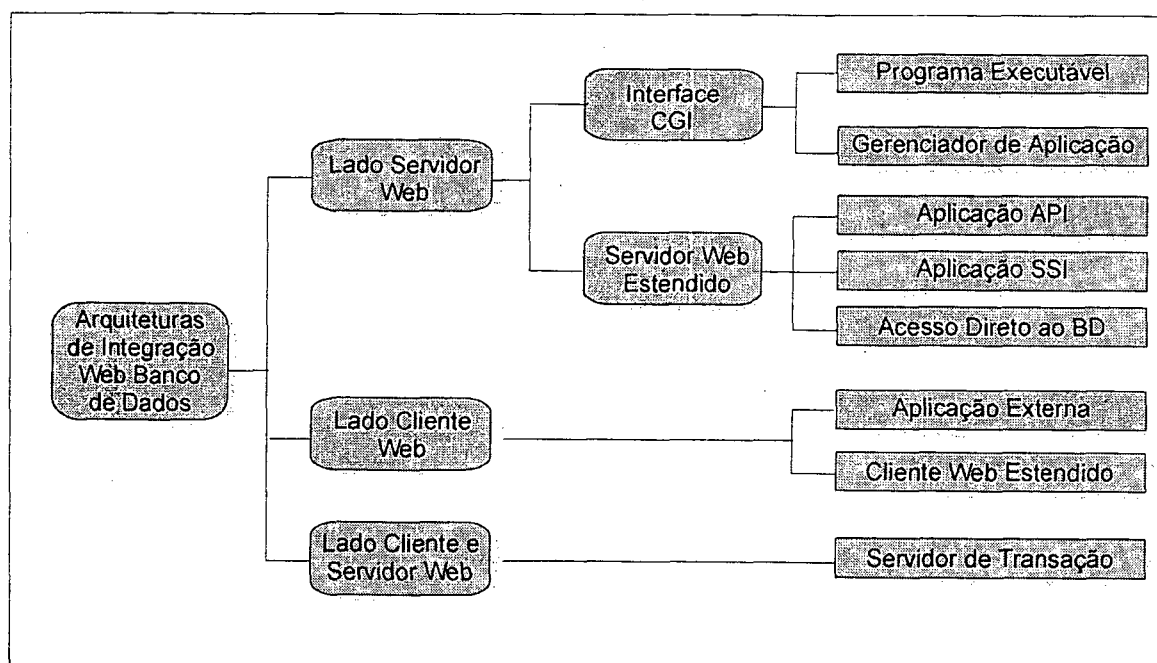 Arquiteturas
de Integração
Web Banco
de Dados
Lado Servidor
Web
Interface
CGI
Programa Executável
Gerenciador de Aplicação
Servidor Web
Estendido
Aplicação API
Aplicação SSI
Acesso Direto ao BD
Lado Cliente
Web
Aplicação Externa
Cliente Web Estendido
Lado Cliente e
Servidor Web
Servidor de Transação